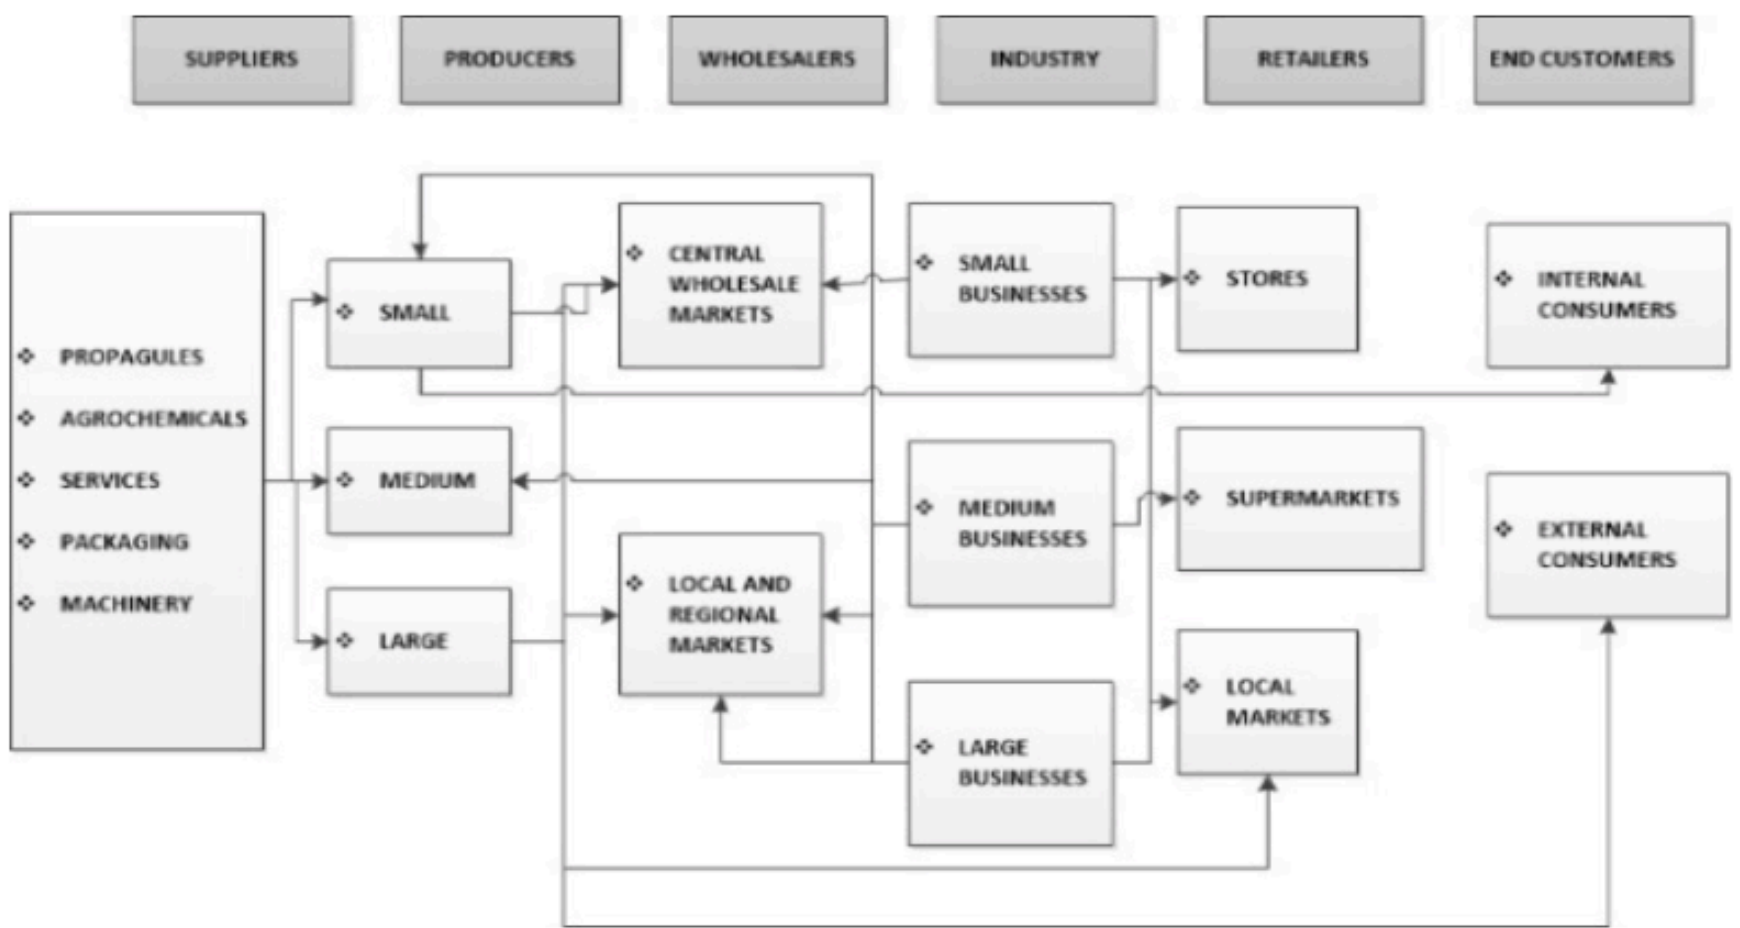 SUPPLIERS
PRODUCERS
WHOLESALERS
INDUSTRY
RETAILERS
END CUSTOMERS
❖ PROPAGULES
❖ AGROCHEMICALS
❖ SERVICES
❖ PACKAGING
❖ MACHINERY
❖ SMALL
❖ MEDIUM
❖ LARGE
❖ CENTRAL
WHOLESALE
MARKETS
❖ LOCAL AND
REGIONAL
MARKETS
❖ SMALL
BUSINESSES
❖ MEDIUM
BUSINESSES
❖ LARGE
BUSINESSES
❖ STORES
❖ SUPERMARKETS
❖ LOCAL
MARKETS
❖ INTERNAL
CONSUMERS
❖ EXTERNAL
CONSUMERS